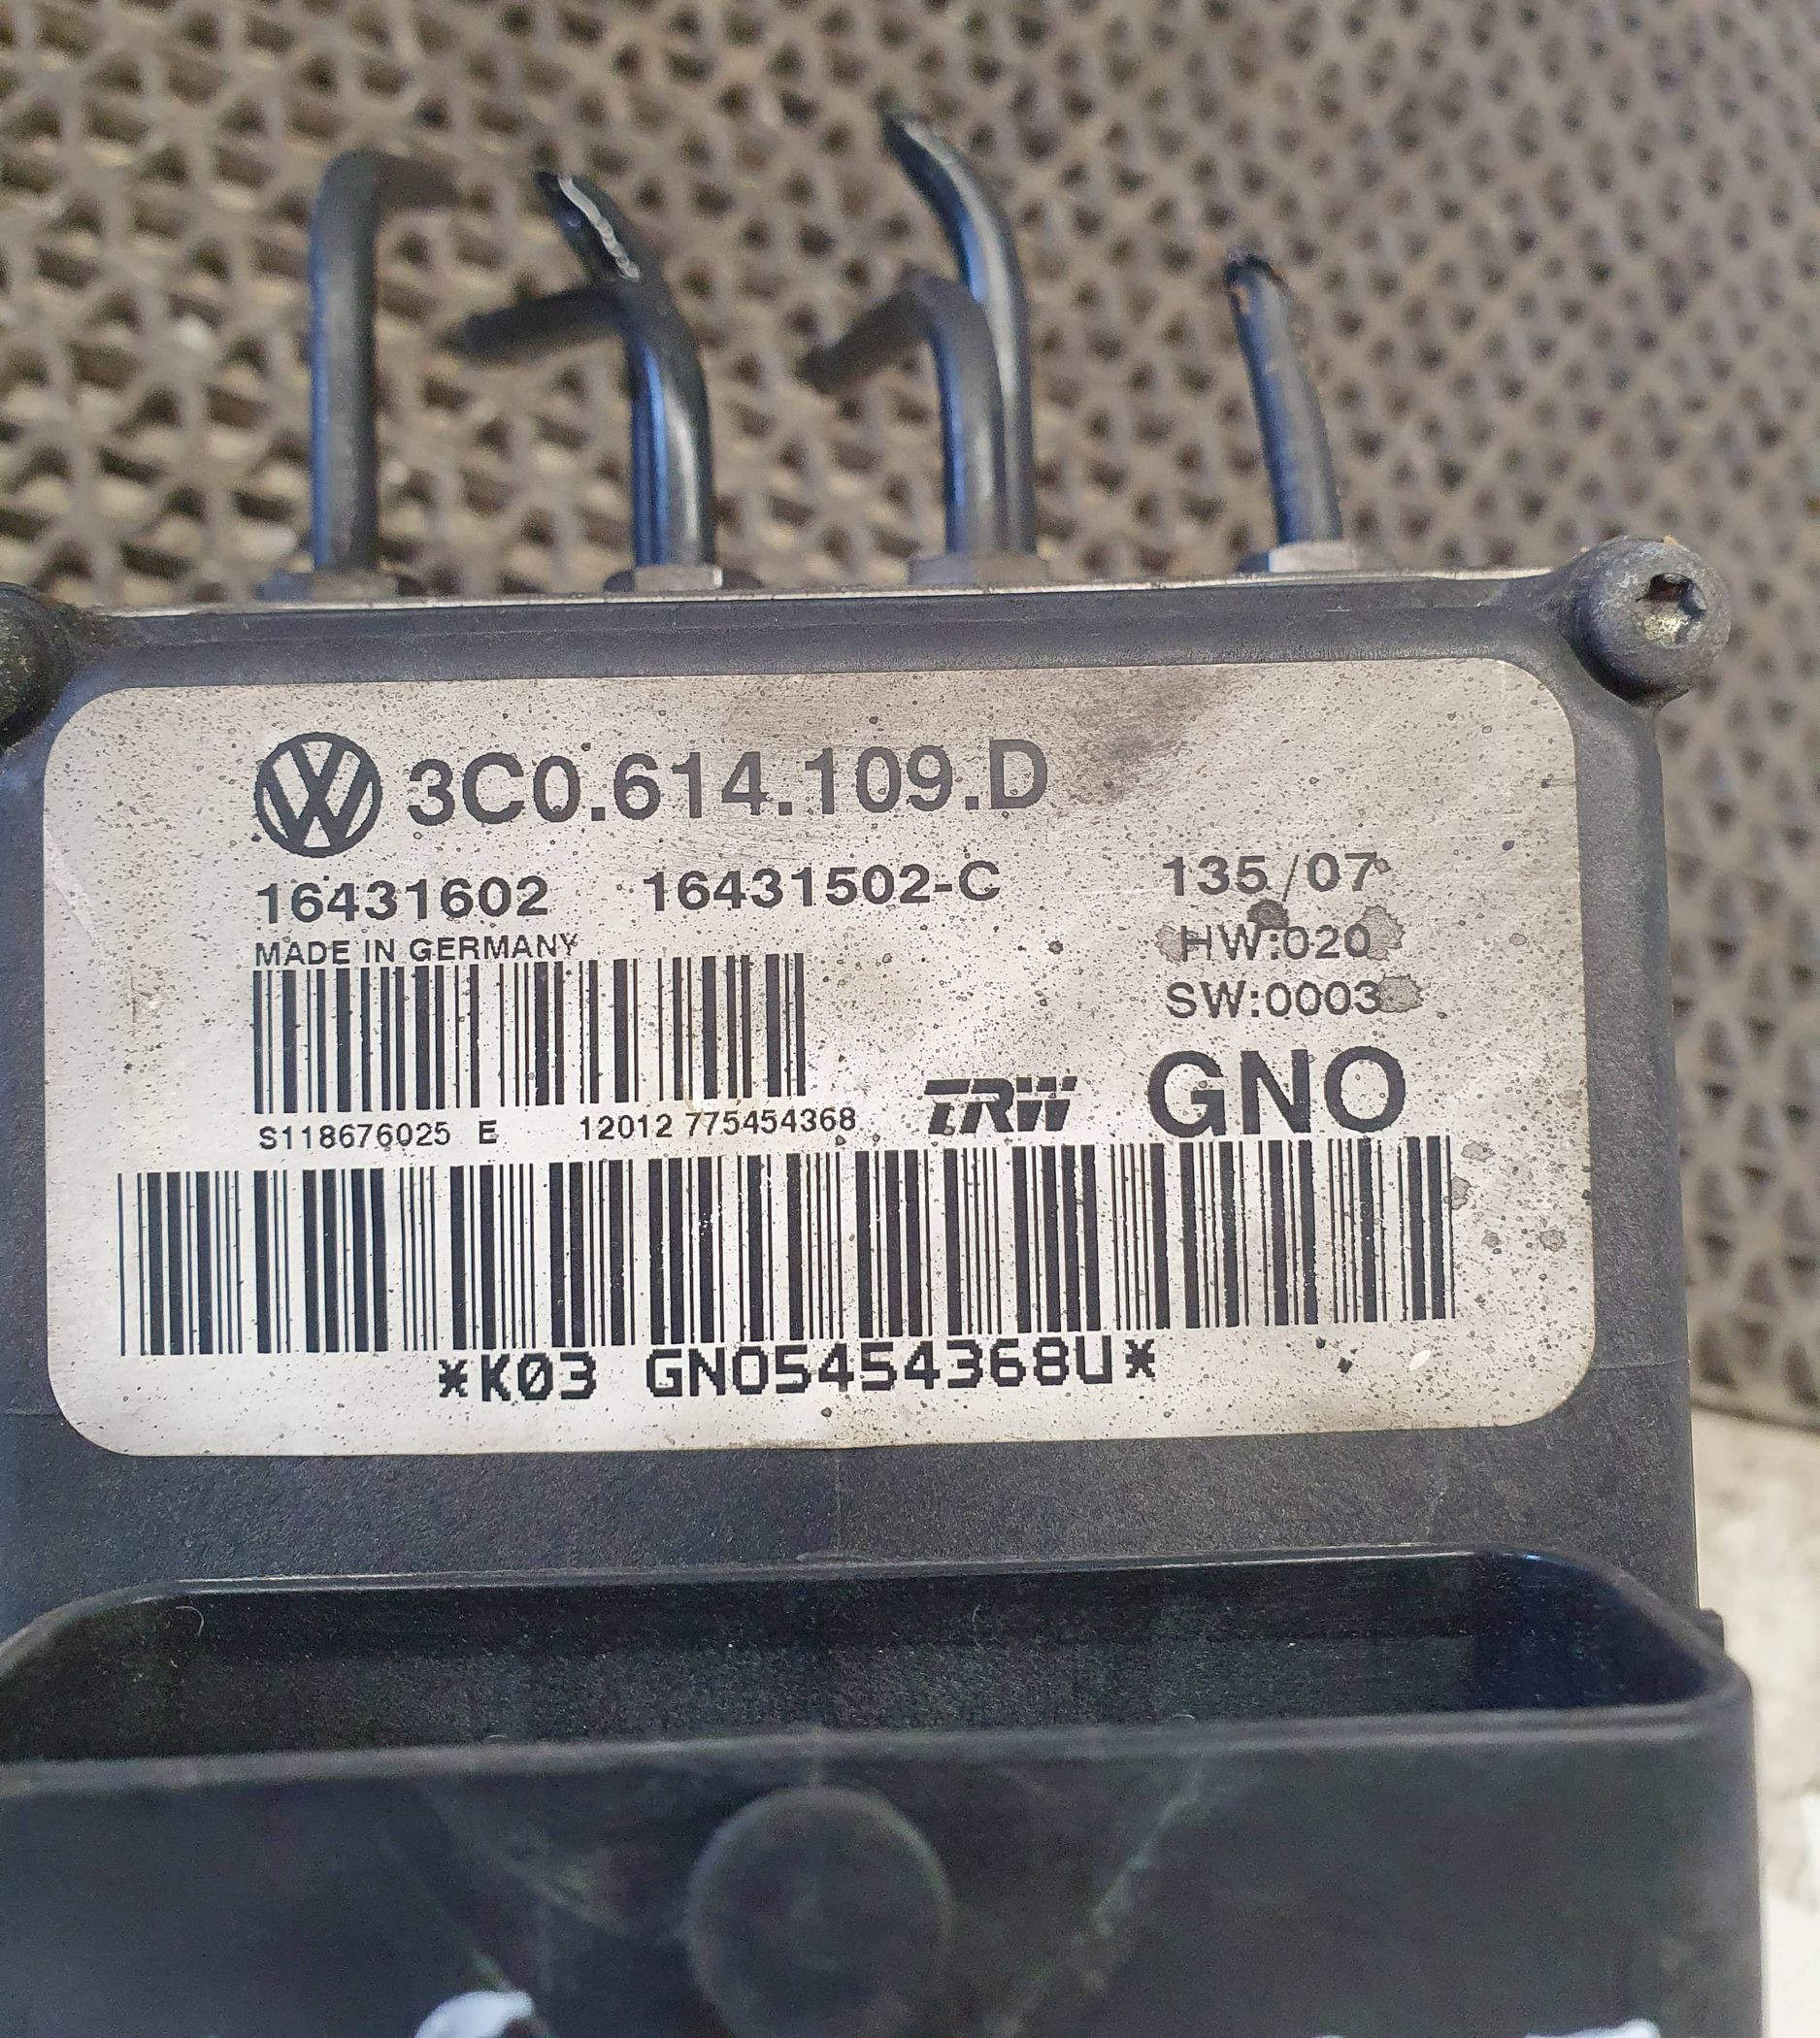 3C0.614.109.D
16431602 16431502-C 135/07
MADE IN GERMANY HW:020
SW:0003
S118676025 E 12012 775454368 TRW GNO
*K03 GNO5454368U*